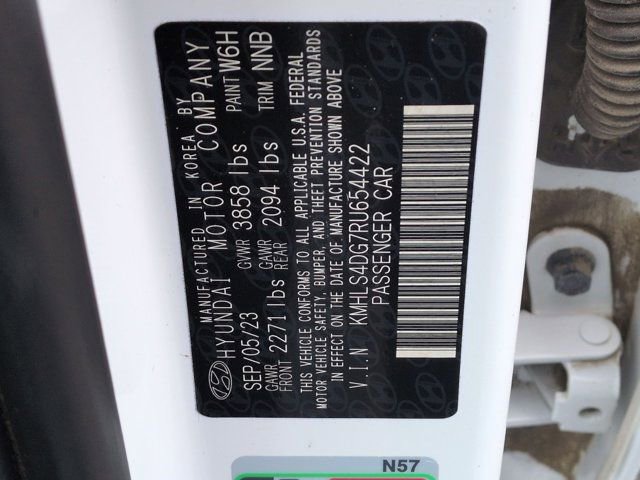 MANUFACTURED IN KOREA BY
HYUNDAI MOTOR COMPANY
SEP/05/23 GVWR 3858 lbs PAINT W6H
GAWR FRONT 2271 lbs GAWR REAR 2094 lbs TRIM NNB
THIS VEHICLE CONFORMS TO ALL APPLICABLE U.S.A. FEDERAL
MOTOR VEHICLE SAFETY, BUMPER, AND THEFT PREVENTION STANDARDS
IN EFFECT ON THE DATE OF MANUFACTURE SHOWN ABOVE
V.I.N KMHLS4DG7RU654422
PASSENGER CAR
N57